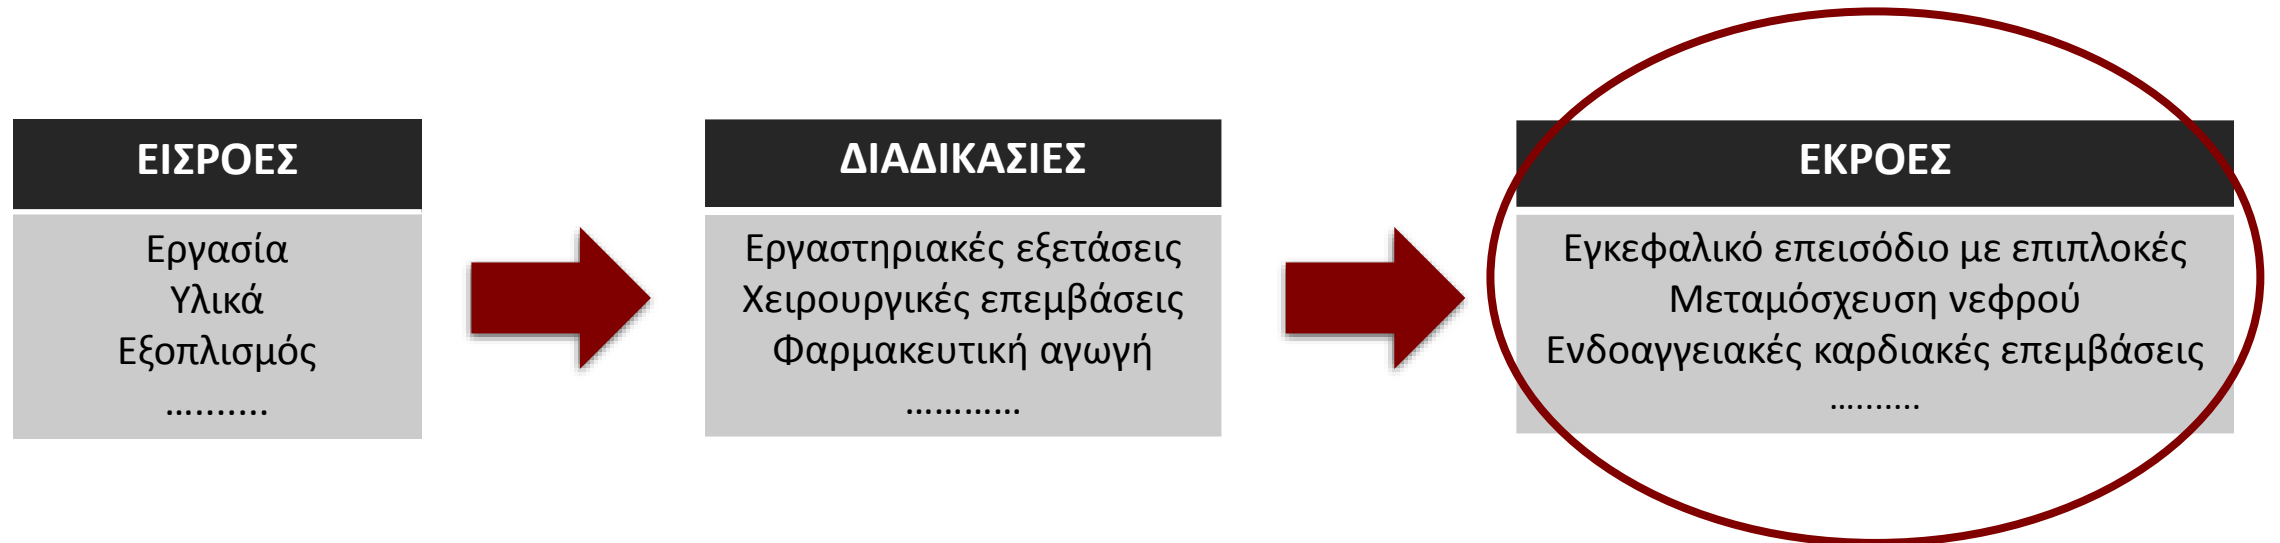 ΕΙΣΡΟΕΣ
Εργασία
Υλικά
Εξοπλισμός
….......
ΔΙΑΔΙΚΑΣΙΕΣ
Εργαστηριακές εξετάσεις
Χειρουργικές επεμβάσεις
Φαρμακευτική αγωγή
…………
ΕΚΡΟΕΣ
Εγκεφαλικό επεισόδιο με επιπλοκές
Μεταμόσχευση νεφρού
Ενδοαγγειακές καρδιακές επεμβάσεις
….......